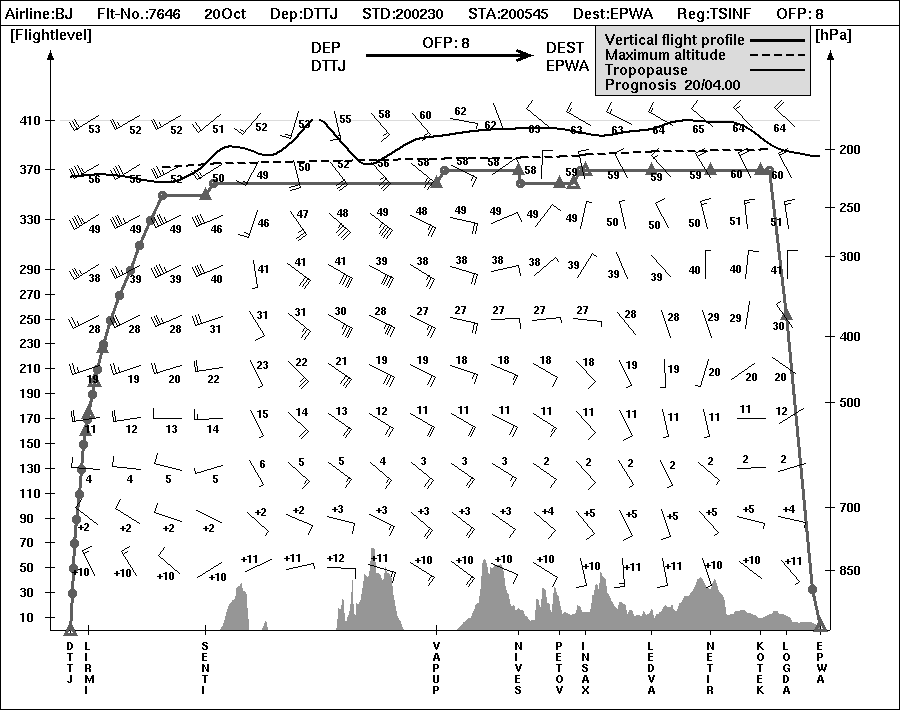 Airline:BJ Flt-No.:7646 20Oct Dep:DTTJ STD:200230 STA:200545 Dest:EPWA Reg:TSINF OFP: 8
[Flightlevel] DEP OFP: 8 DEST [hPa]
DTTJ EPWA
Vertical flight profile
Maximum altitude
Tropopause
Prognosis 20/04.00
410 53 52 52 51 52 53 55 58 60 62 62 63 63 63 64 65 64 64
200
370 56 55 52 50 49 50 52 56 58 58 58 58 59 59 59 59 60 60
250
330 49 49 49 46 46 47 48 49 48 49 49 49 49 50 50 50 51 51
300
290 38 39 39 40 41 41 41 39 38 38 38 38 39 39 39 40 40 41
270
250 28 28 28 31 31 31 30 28 27 27 27 27 27 28 28 29 29 30
400
230
210 19 19 20 22 23 22 21 19 19 18 18 18 18 19 19 20 20 20
190
500
170 11 12 13 14 15 14 13 12 11 11 11 11 11 11 11 11 11 12
150
130 4 4 5 5 6 5 5 4 3 3 3 2 2 2 2 2 2 3
110
700
90 +2 +2 +2 +2 +2 +2 +3 +3 +3 +3 +3 +4 +5 +5 +5 +5 +5 +4
70
50 +10 +10 +10 +10 +11 +11 +12 +11 +10 +10 +10 +10 +10 +11 +11 +10 +10 +11
850
30
10
DTTJ LIRMI SENTI VAPUP NIVES PETOV INSAX LEDVA NETIR KOTEK LOGDA EPWA